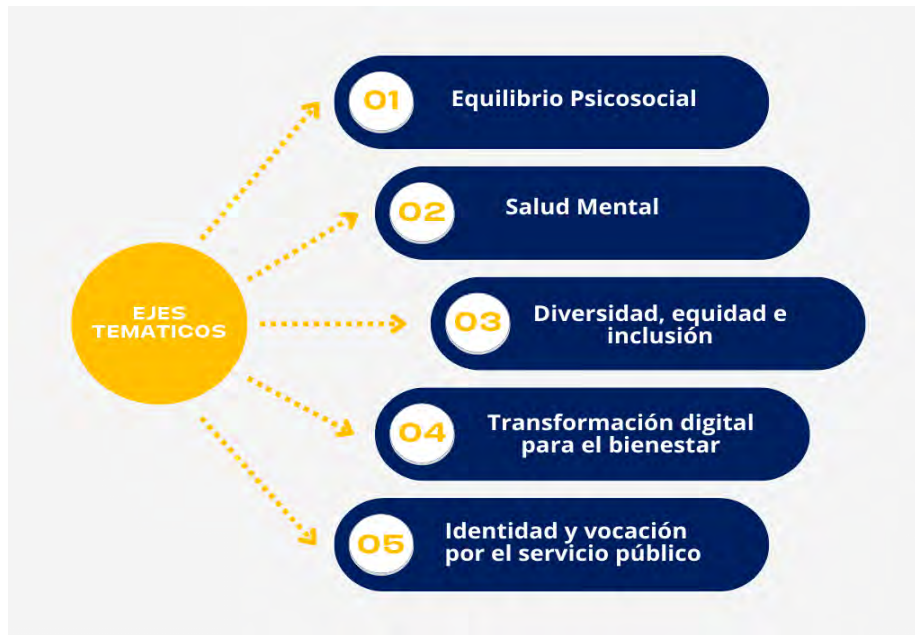 EJES
TEMATICOS
01
Equilibrio Psicosocial
02
Salud Mental
03
Diversidad, equidad e
inclusión
04
Transformación digital
para el bienestar
05
Identidad y vocación
por el servicio público